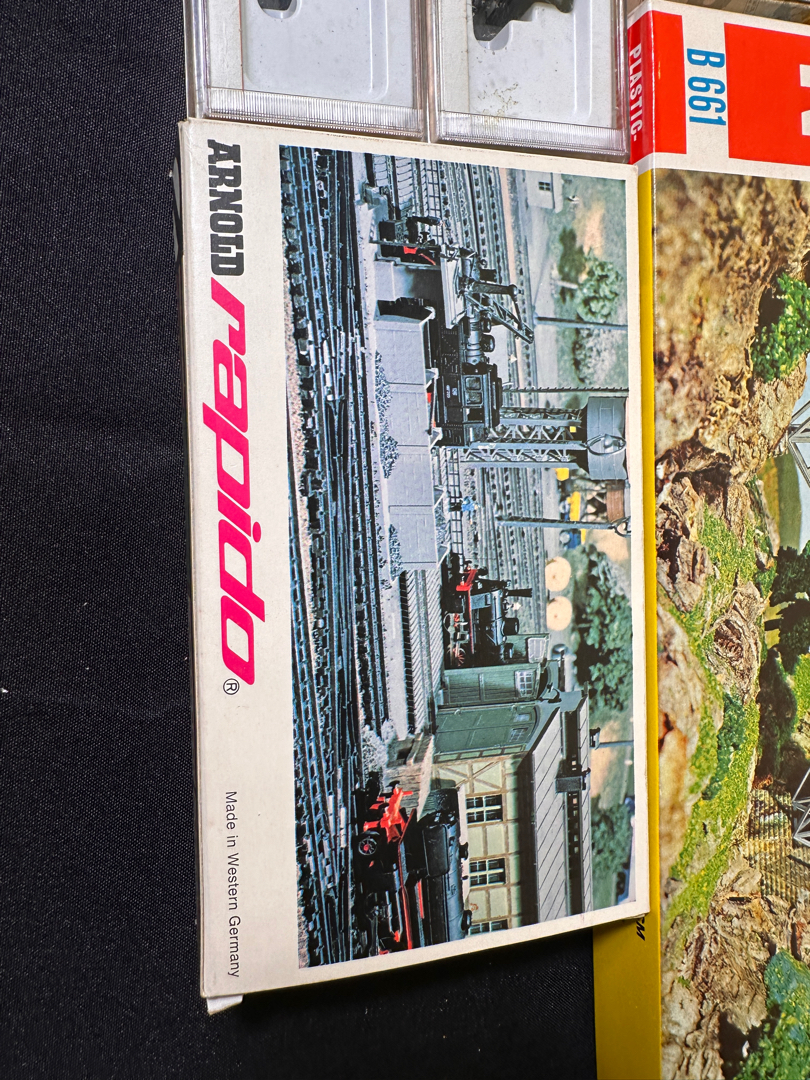 ARNOLD rapido®
Made in Western Germany
PLASTIC-
B 661